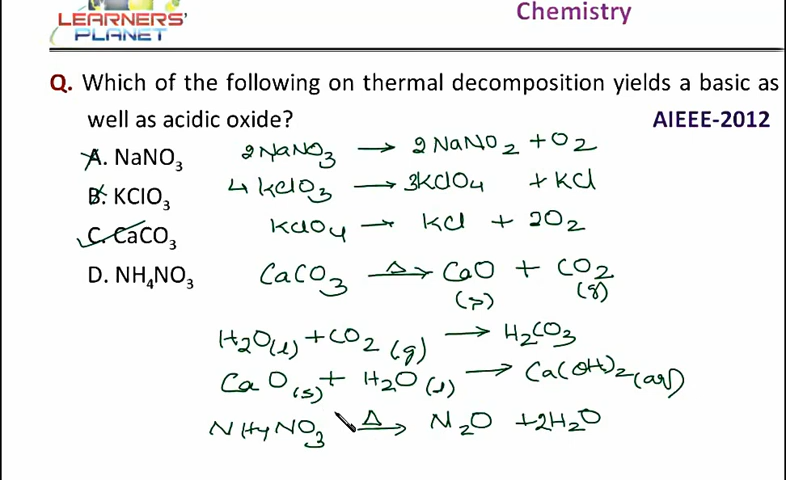 LEARNERS'
PLANET
Chemistry
Q. Which of the following on thermal decomposition yields a basic as
well as acidic oxide?
AIEEE-2012
A. NaNO₃ 2NaNO₃ → 2NaNO₂ + O₂
B. KClO₃ 4KClO₃ → 3KClO₄ + KCl
KClO₄ → KCl + 2O₂
C. CaCO₃
D. NH₄NO₃ CaCO₃ Δ→ CaO + CO₂
(s) (g)
H₂O(l) + CO₂(g) → H₂CO₃
CaO(s) + H₂O(l) → Ca(OH)₂(aq)
NH₄NO₃ Δ→ N₂O + 2H₂O